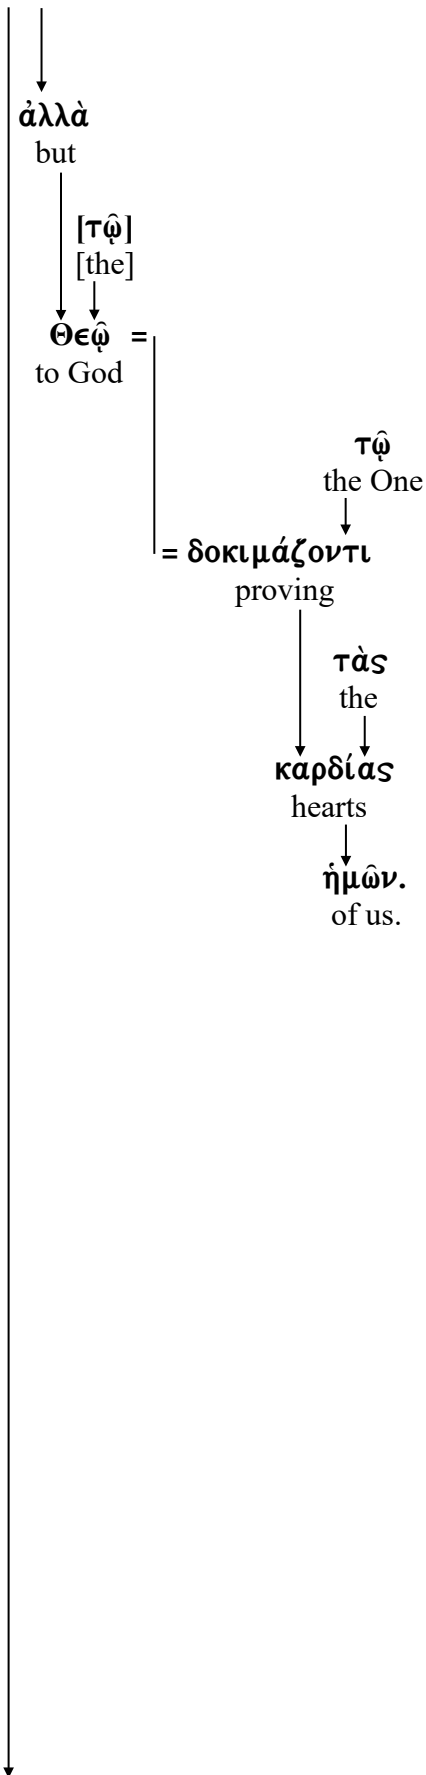 ἀλλὰ
but
[τῷ]
[the]
Θεῷ =
to God
τῷ
the One
= δοκιμάζοντι
proving
τὰς
the
καρδίας
hearts
ἡμῶν.
of us.